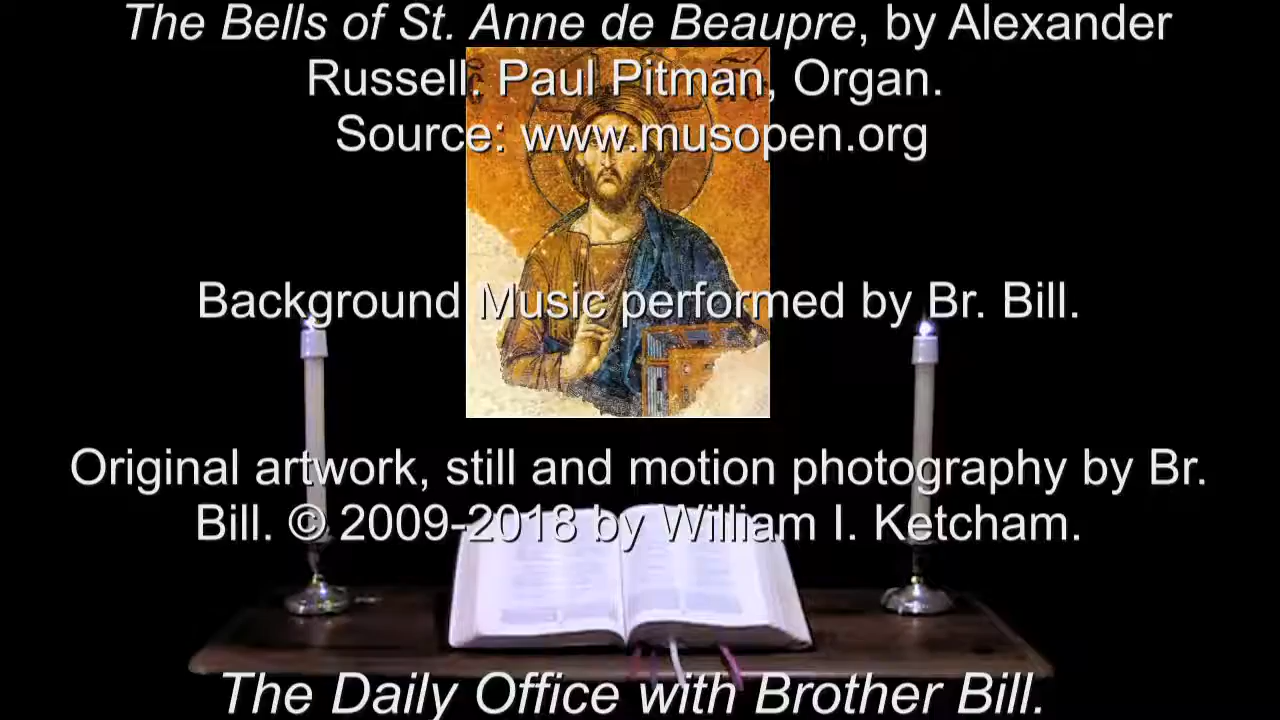 The Bells of St. Anne de Beaupre, by Alexander
Russell. Paul Pitman, Organ.
Source: www.musopen.org
Background Music performed by Br. Bill.
Original artwork, still and motion photography by Br.
Bill. © 2009-2018 by William I. Ketcham.
The Daily Office with Brother Bill.